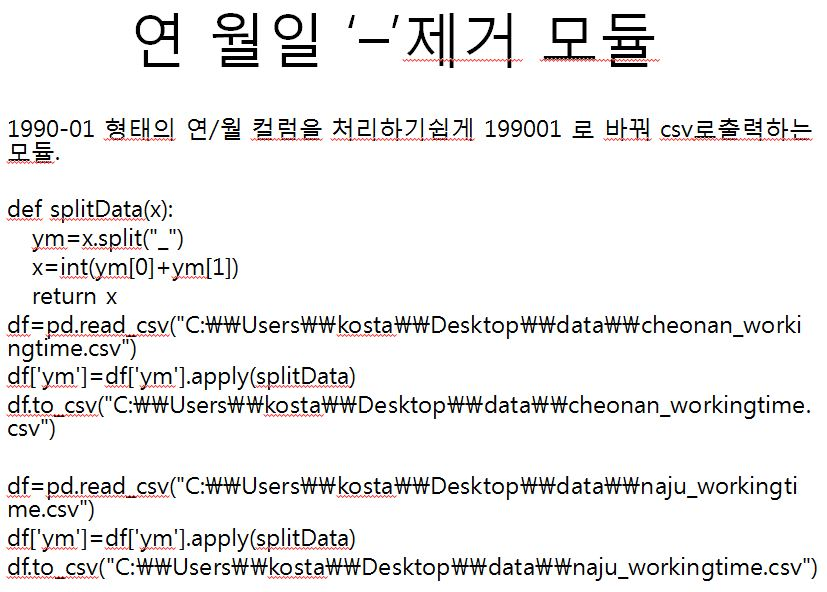 연 월일 ‘–’제거 모듈
1990-01 형태의 연/월 컬럼을 처리하기쉽게 199001 로 바꿔 csv로출력하는
모듈.
def splitData(x):
ym=x.split("_")
x=int(ym[0]+ym[1])
return x
df=pd.read_csv("C:₩₩Users₩₩kosta₩₩Desktop₩₩data₩₩cheonan_worki
ngtime.csv")
df['ym']=df['ym'].apply(splitData)
df.to_csv("C:₩₩Users₩₩kosta₩₩Desktop₩₩data₩₩cheonan_workingtime.
csv")
df=pd.read_csv("C:₩₩Users₩₩kosta₩₩Desktop₩₩data₩₩naju_workingti
me.csv")
df['ym']=df['ym'].apply(splitData)
df.to_csv("C:₩₩Users₩₩kosta₩₩Desktop₩₩data₩₩naju_workingtime.csv")